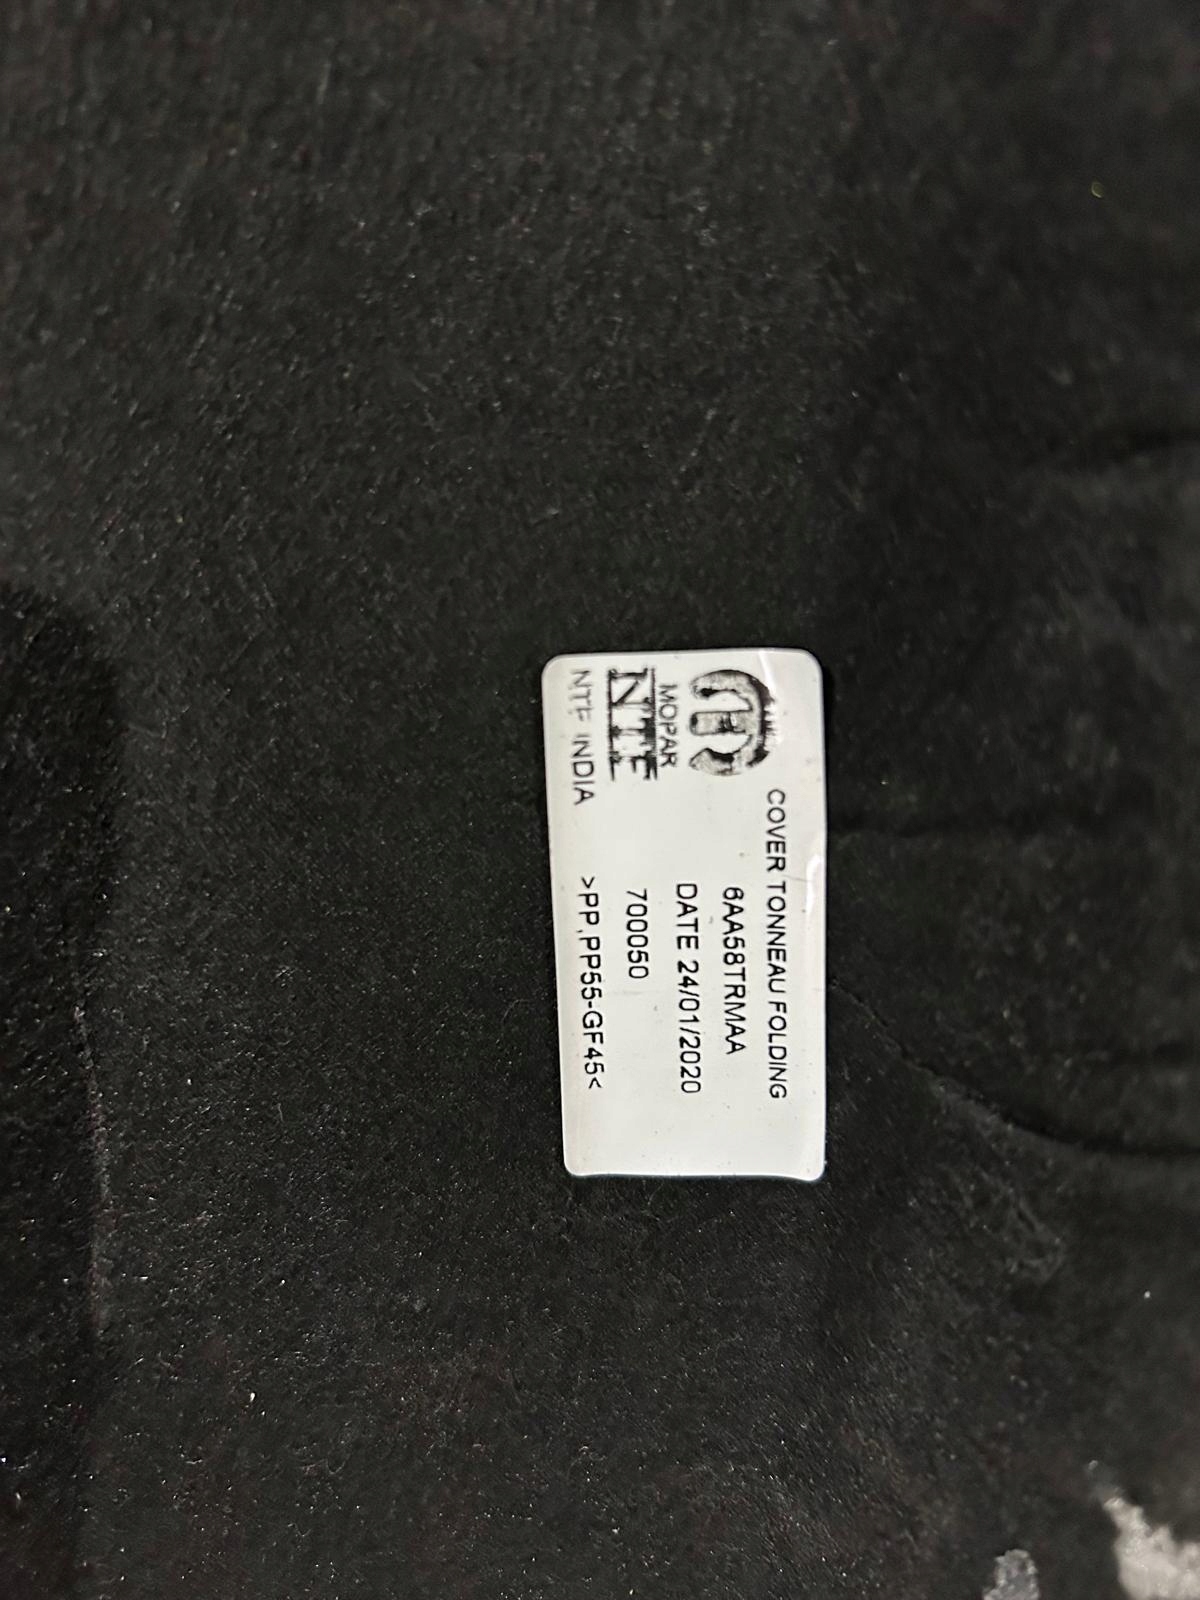 COVER TONNEAU FOLDING
6AA58TRMAA
MOPAR
DATE 24/01/2020
NTF
700050
NTF INDIA
>PP,PP55-GF45<